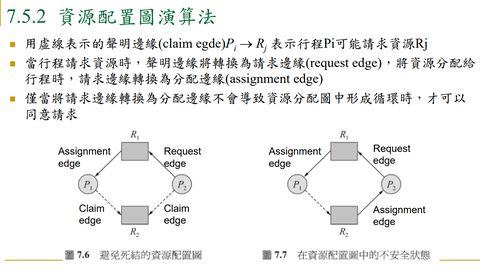 7.5.2 資源配置圖演算法
用虛線表示的聲明邊緣(claim egde)Pi → Rj 表示行程Pi可能請求資源Rj
當行程請求資源時，聲明邊緣將轉換為請求邊緣(request edge)，將資源分配給
行程時，請求邊緣轉換為分配邊緣(assignment edge)
僅當將請求邊緣轉換為分配邊緣不會導致資源分配圖中形成循環時，才可以
同意請求
R1
Assignment
edge
Request
edge
P1
P2
Claim
edge
Claim
edge
R2
圖 7.6 避免死結的資源配置圖
R1
Assignment
edge
Request
edge
P1
P2
Claim
edge
Assignment
edge
R2
圖 7.7 在資源配置圖中的不安全狀態